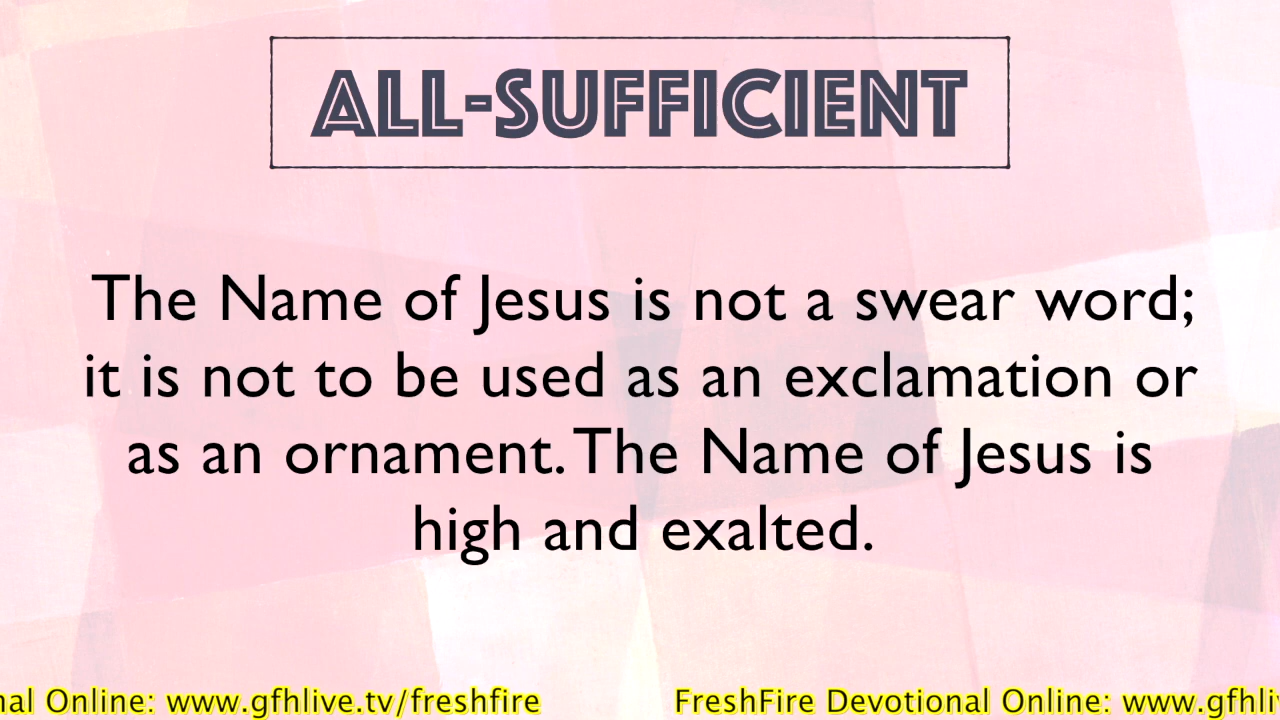 ALL-SUFFICIENT
The Name of Jesus is not a swear word;
it is not to be used as an exclamation or
as an ornament. The Name of Jesus is
high and exalted.
nal Online: www.gfhlive.tv/freshfire FreshFire Devotional Online: www.gfhliv